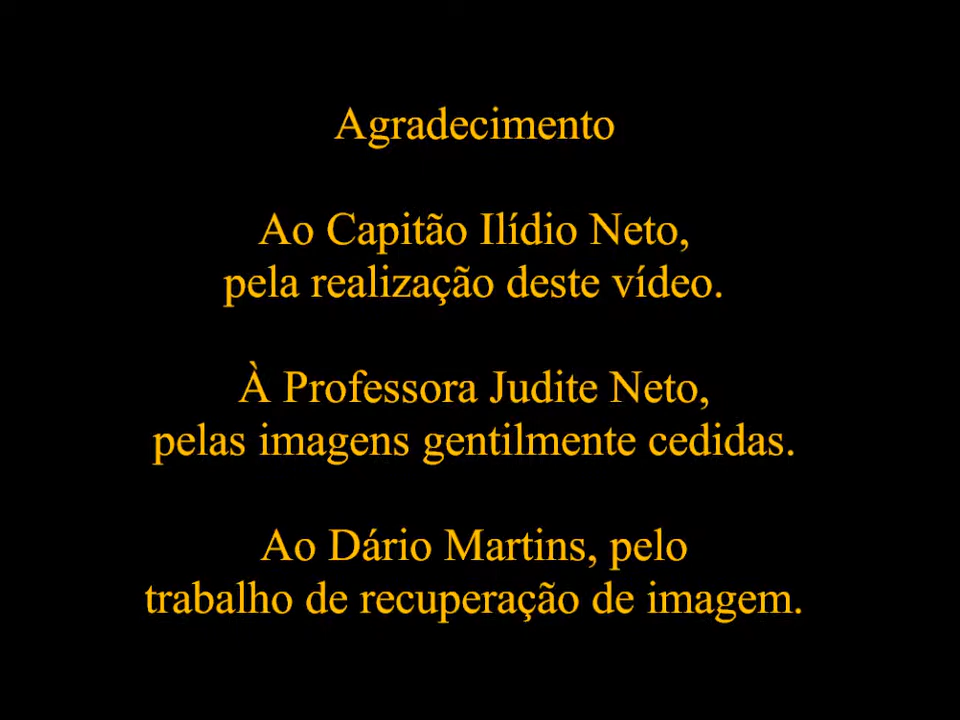 Agradecimento
Ao Capitão Ilídio Neto,
pela realização deste vídeo.
À Professora Judite Neto,
pelas imagens gentilmente cedidas.
Ao Dário Martins, pelo
trabalho de recuperação de imagem.